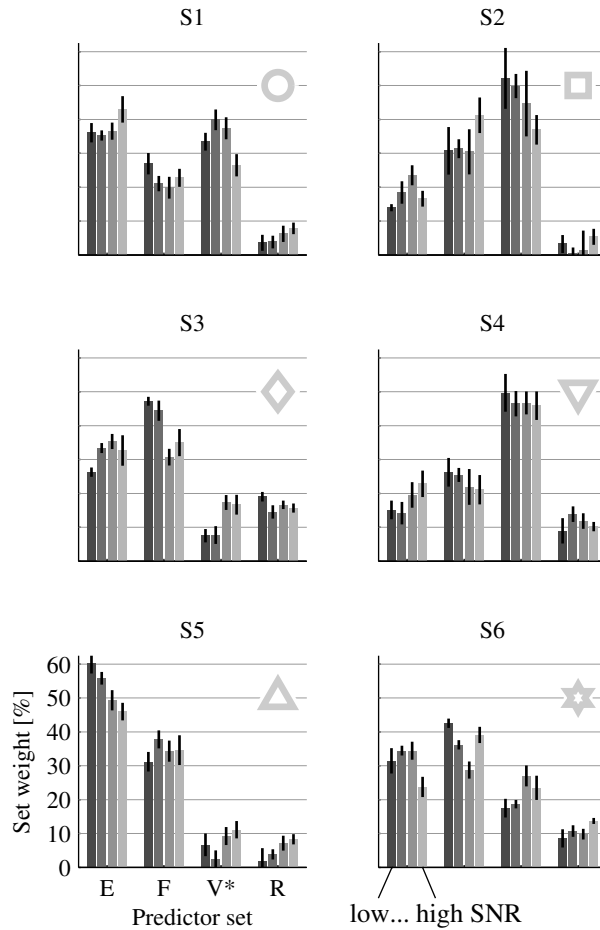 S1
S2
S3
S4
S5
S6
60
50
40
30
20
10
0
Set weight [%]
E F V* R
Predictor set
low... high SNR